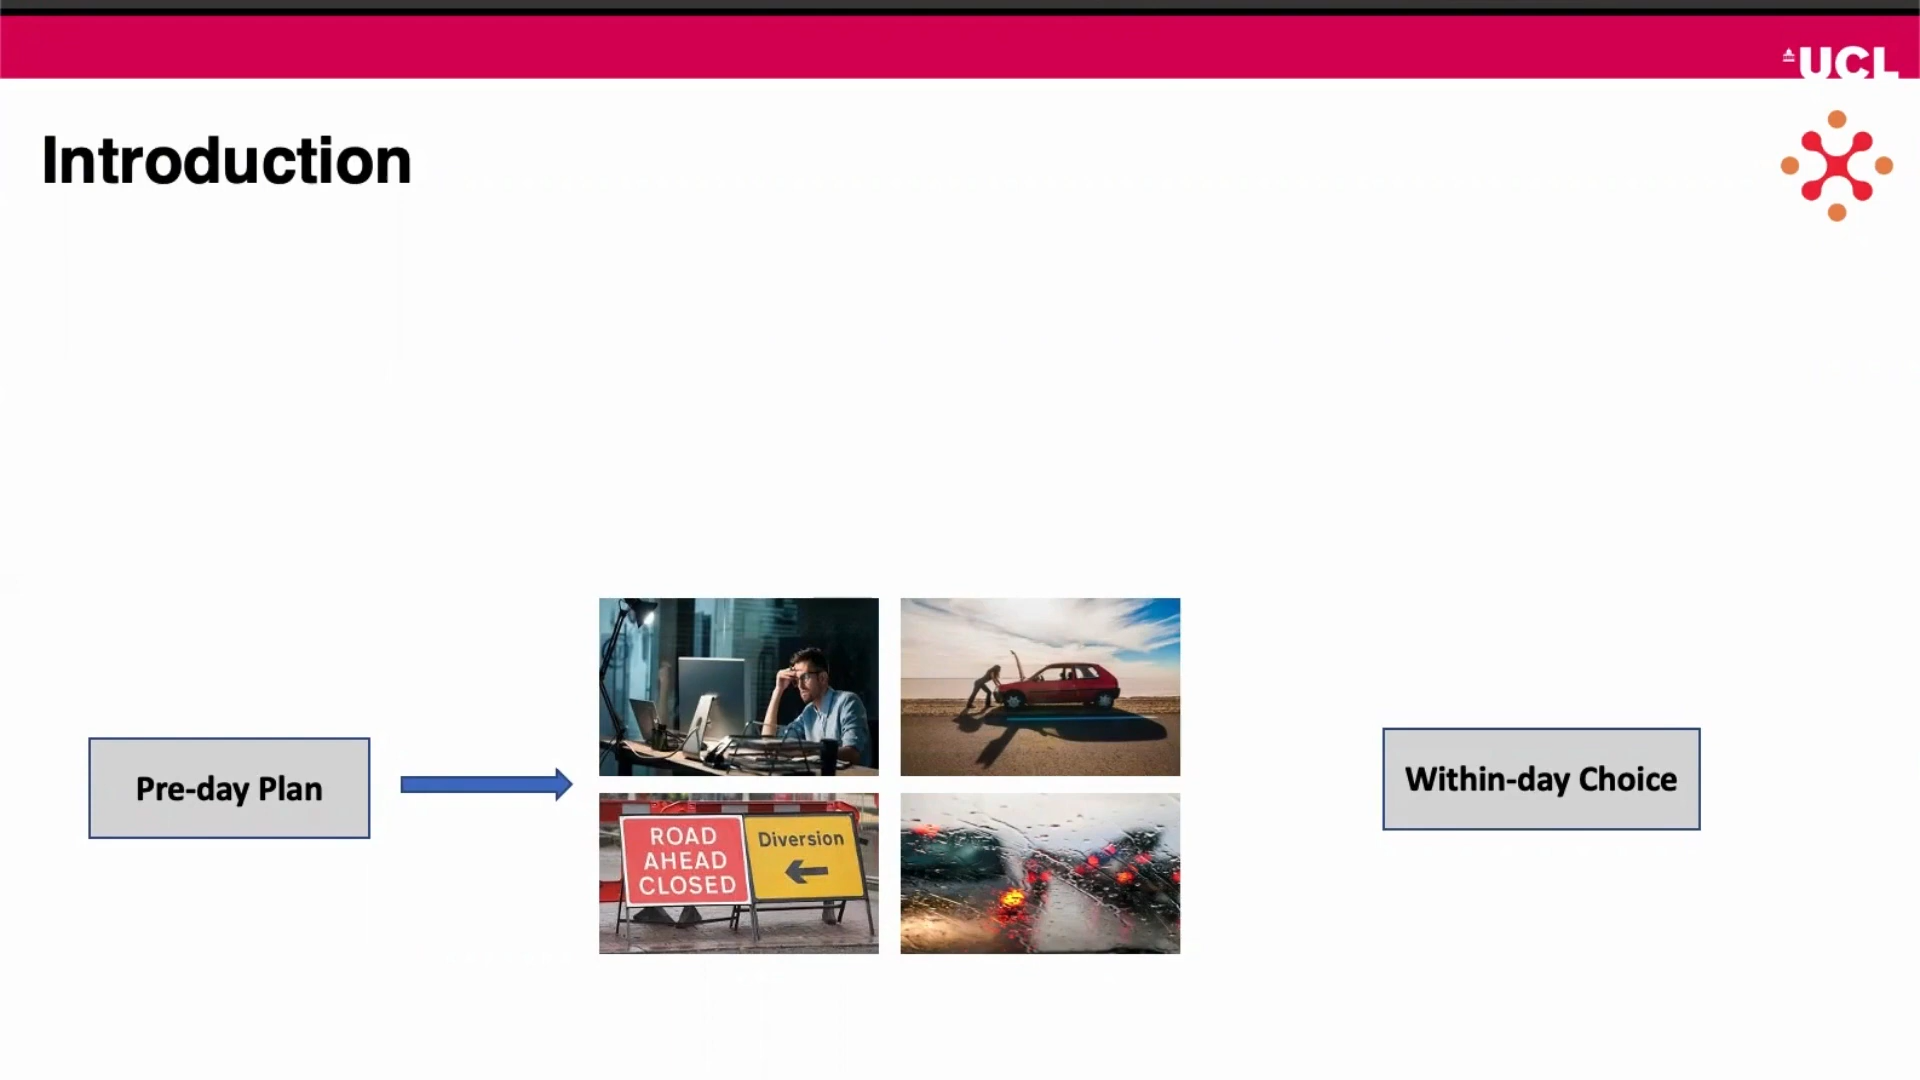 UCL
Introduction
Pre-day Plan
ROAD
AHEAD
CLOSED
Diversion
Within-day Choice